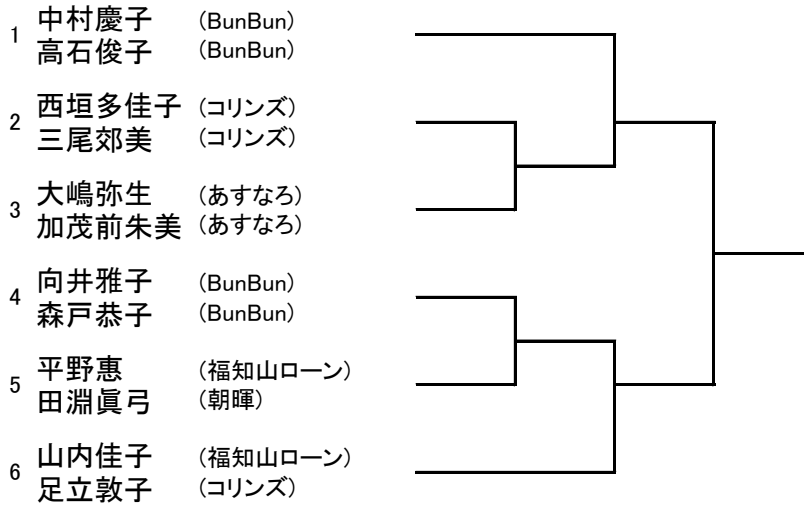 1 中村慶子 (BunBun)
高石俊子 (BunBun)
2 西垣多佳子 (コリンズ)
三尾郊美 (コリンズ)
3 大嶋弥生 (あすなろ)
加茂前朱美 (あすなろ)
4 向井雅子 (BunBun)
森戸恭子 (BunBun)
5 平野惠 (福知山ローン)
田淵眞弓 (朝暉)
6 山内佳子 (福知山ローン)
足立敦子 (コリンズ)